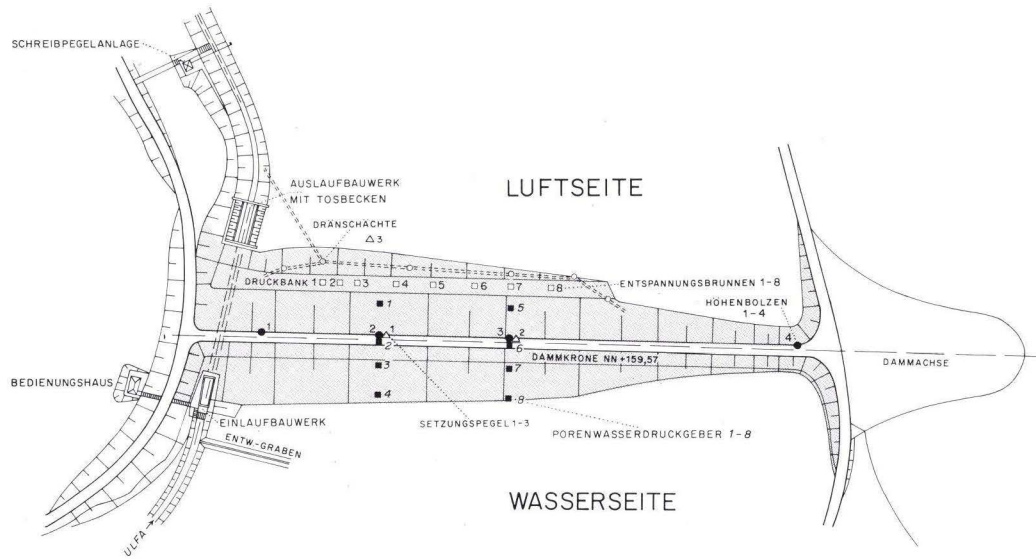 SCHREIBPEGELANLAGE
AUSLAUFBAUWERK
MIT TOSBECKEN
LUFTSEITE
DRÄNSCHÄCHTE
3
DRUCKBANK 1 2 3 4 5 6 7 8
ENTSPANNUNGSBRUNNEN 1-8
HÖHENBOLZEN
1-4
1 5
1 2 1 3 2 4
2 6
DAMMKRONE NN +159,57
DAMMACHSE
3 7
BEDIENUNGSHAUS
4 8
EINLAUFBAUWERK
SETZUNGSPEGEL 1-3
PORENWASSERDRUCKGEBER 1-8
ENTW.-GRABEN
WASSERSEITE
ULFA